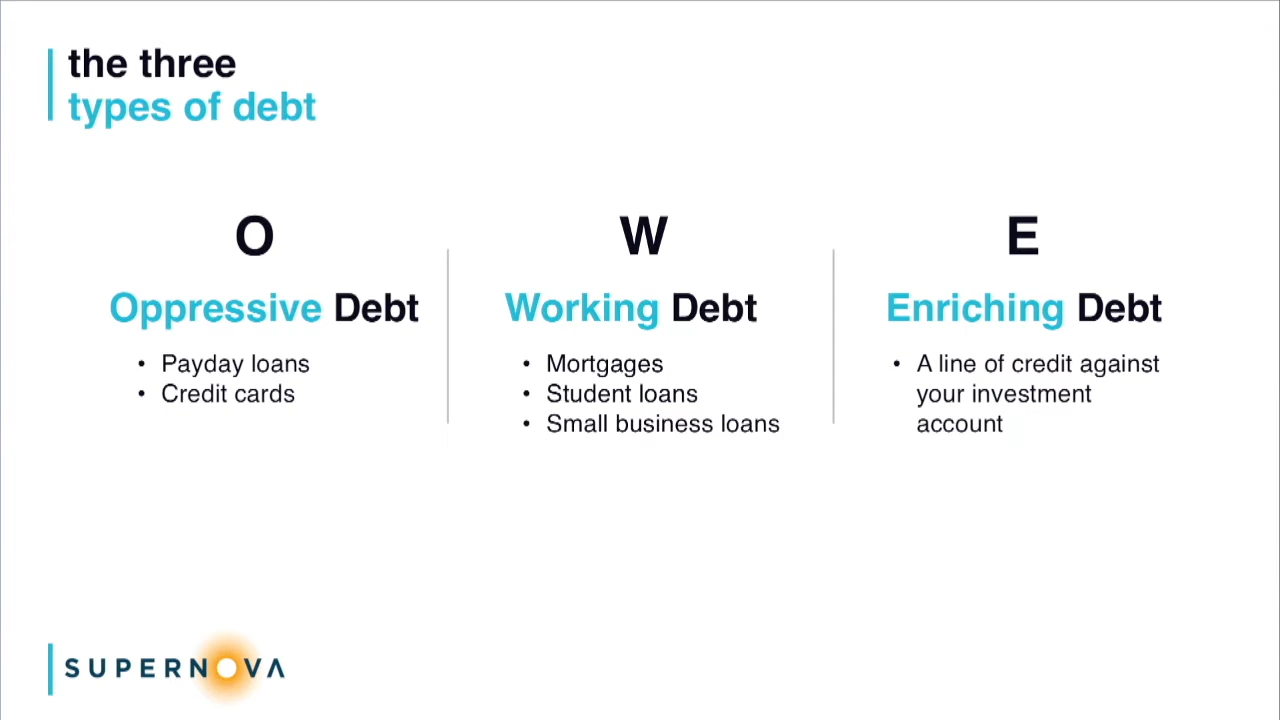 the three
types of debt
O
Oppressive Debt
• Payday loans
• Credit cards
W
Working Debt
• Mortgages
• Student loans
• Small business loans
E
Enriching Debt
• A line of credit against
your investment
account
SUPERNOVA